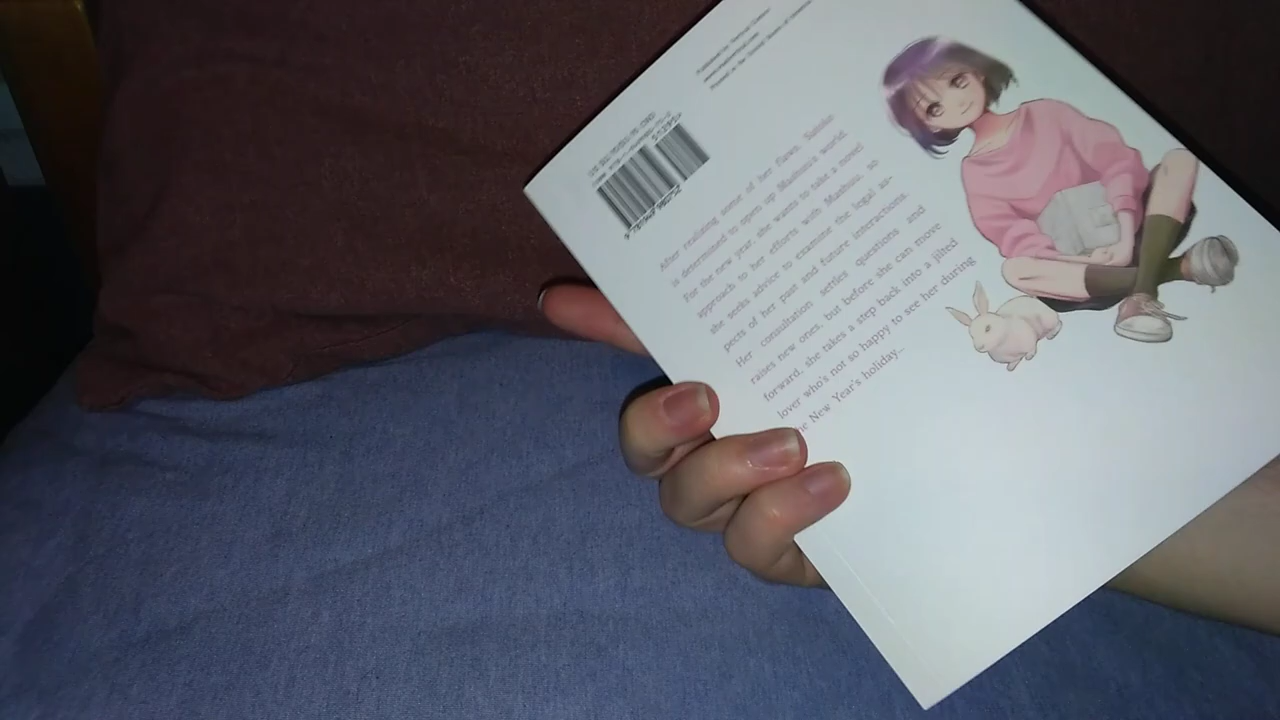 After realizing some of her flaws, Satoko
is determined to open up Mashuu's world.
For the new year, she wants to take a novel
approach to her efforts with Mashuu, so
she seeks advice to examine the legal as-
pects of her past and future interactions.
Her consultation settles questions and
raises new ones, but before she can move
forward, she takes a step back into a jilted
lover who's not so happy to see her during
he New Year's holiday...